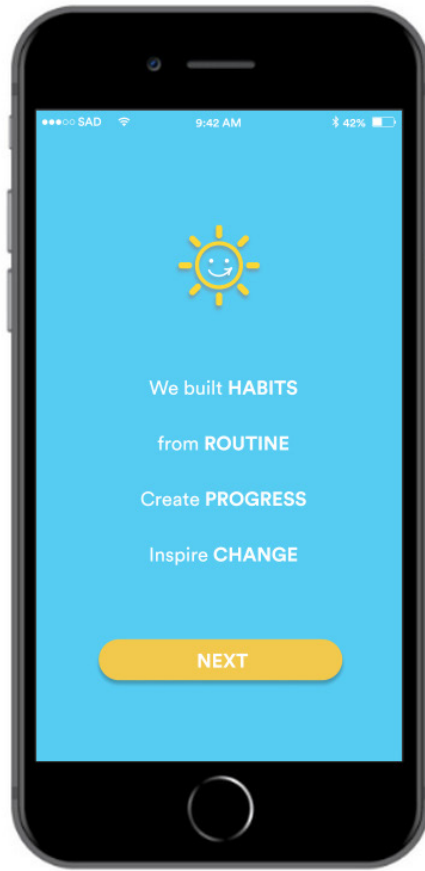 SAD 9:42 AM 42%
We built HABITS
from ROUTINE
Create PROGRESS
Inspire CHANGE
NEXT